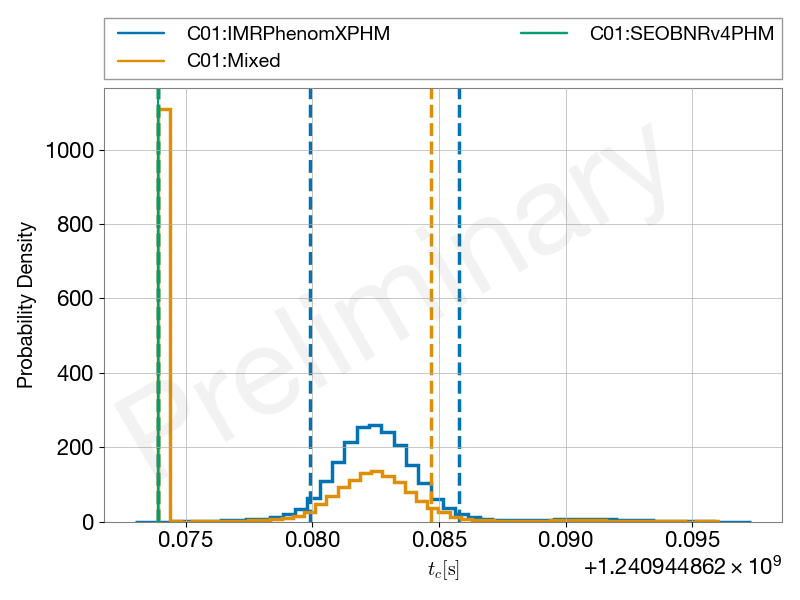 C01:IMRPhenomXPHM
C01:Mixed
C01:SEOBNRv4PHM
Preliminary
Probability Density
1000
800
600
400
200
0
0.075 0.080 0.085 0.090 0.095
t_c[s]
+1.240944862 × 10⁹